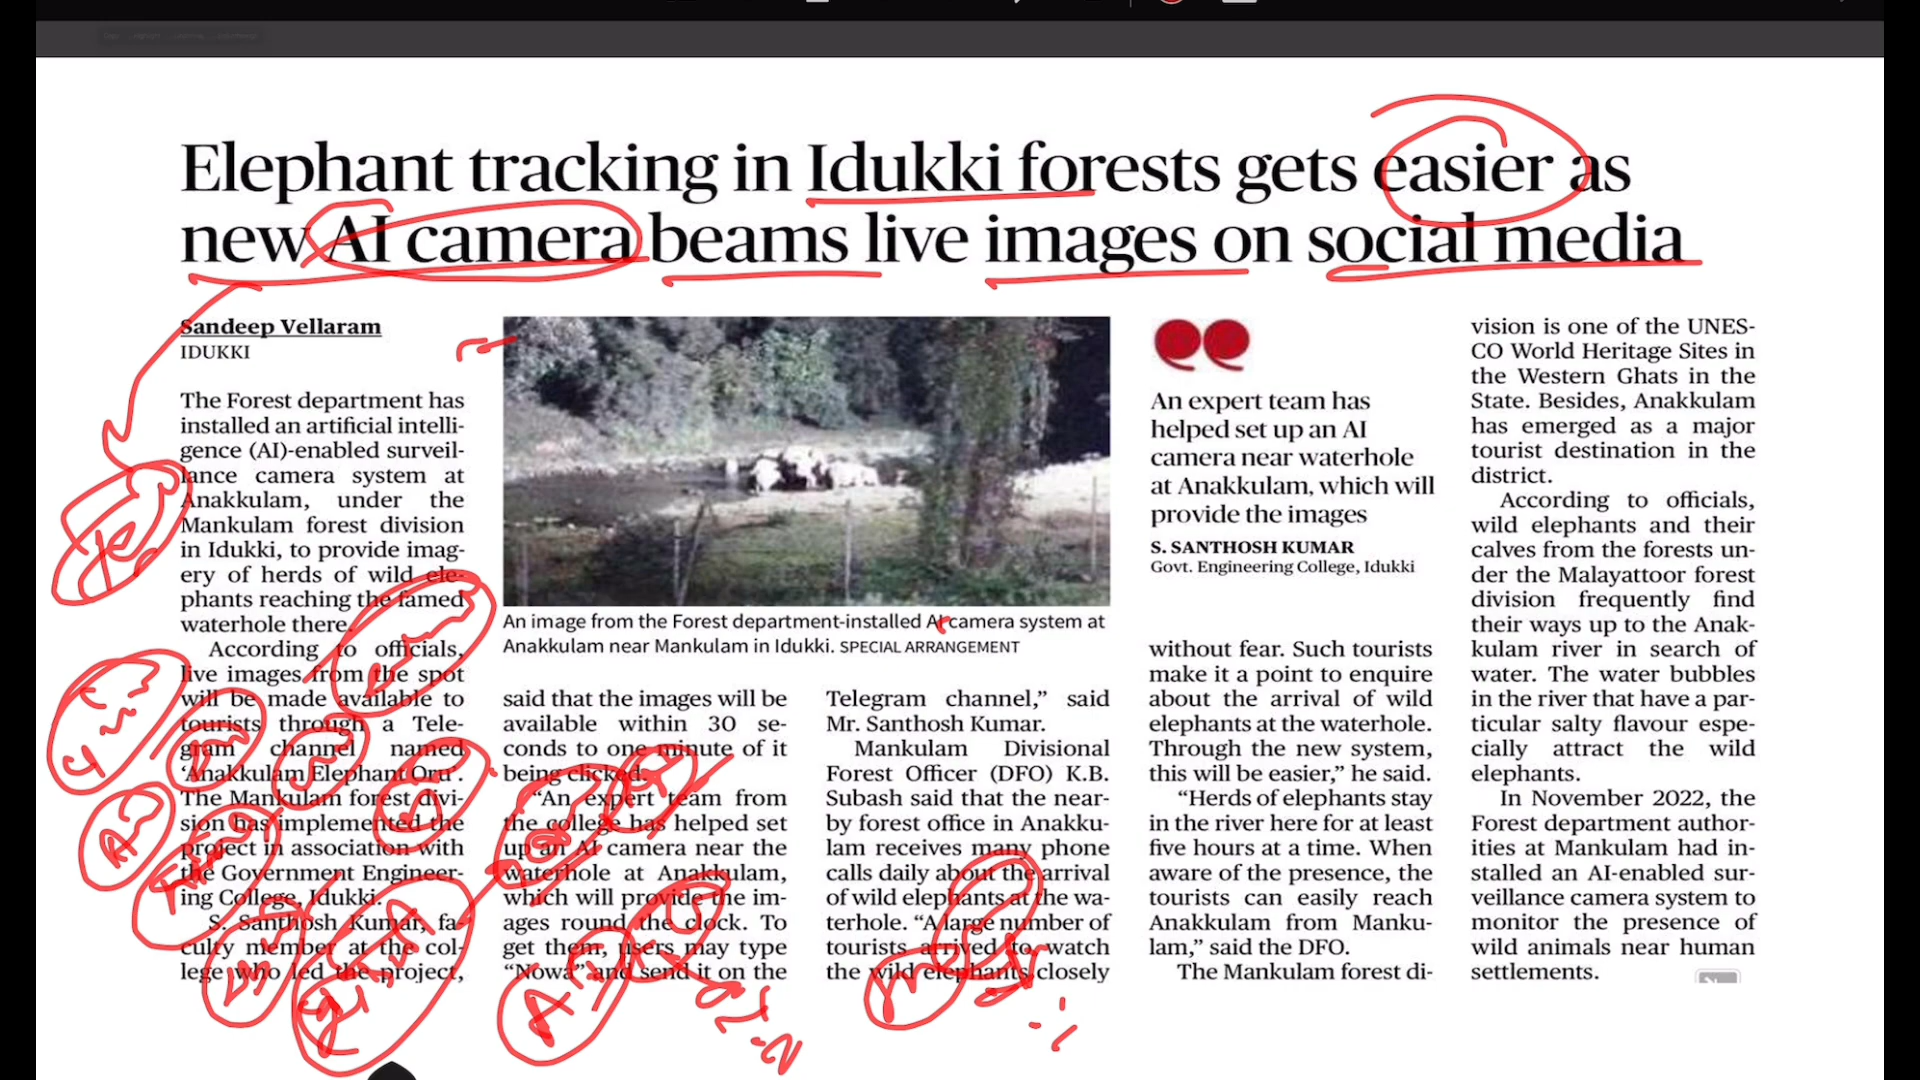 Elephant tracking in Idukki forests gets easier as
new AI camera beams live images on social media
Sandeep Vellaram
IDUKKI
The Forest department has
installed an artificial intelli-
gence (AI)-enabled surveil-
lance camera system at
Anakkulam, under the
Mankulam forest division
in Idukki, to provide imag-
ery of herds of wild ele-
phants reaching the famed
waterhole there.
According to officials,
live images from the spot
will be made available to
tourists through a Tele-
gram channel named
‘Anakkulam Elephant Oru’.
The Mankulam forest divi-
sion has implemented the
project in association with
the Government Engineer-
ing College, Idukki.
S. Santhosh Kumar, fa-
culty member at the col-
lege who led the project,
An image from the Forest department-installed AI camera system at
Anakkulam near Mankulam in Idukki. SPECIAL ARRANGEMENT
said that the images will be
available within 30 se-
conds to one minute of it
being clicked.
“An expert team from
the college has helped set
up an AI camera near the
waterhole at Anakkulam,
which will provide the im-
ages round the clock. To
get them, users may type
“Nowa” and send it on the
Telegram channel,” said
Mr. Santhosh Kumar.
Mankulam Divisional
Forest Officer (DFO) K.B.
Subash said that the near-
by forest office in Anakku-
lam receives many phone
calls daily about the arrival
of wild elephants at the wa-
terhole. “A large number of
tourists arrived to watch
the wild elephants closely
An expert team has
helped set up an AI
camera near waterhole
at Anakkulam, which will
provide the images
S. SANTHOSH KUMAR
Govt. Engineering College, Idukki
without fear. Such tourists
make it a point to enquire
about the arrival of wild
elephants at the waterhole.
Through the new system,
this will be easier,” he said.
“Herds of elephants stay
in the river here for at least
five hours at a time. When
aware of the presence, the
tourists can easily reach
Anakkulam from Manku-
lam,” said the DFO.
The Mankulam forest di-
vision is one of the UNES-
CO World Heritage Sites in
the Western Ghats in the
State. Besides, Anakkulam
has emerged as a major
tourist destination in the
district.
According to officials,
wild elephants and their
calves from the forests un-
der the Malayattoor forest
division frequently find
their ways up to the Anak-
kulam river in search of
water. The water bubbles
in the river that have a par-
ticular salty flavour espe-
cially attract the wild
elephants.
In November 2022, the
Forest department author-
ities at Mankulam had in-
stalled an AI-enabled sur-
veillance camera system to
monitor the presence of
wild animals near human
settlements.